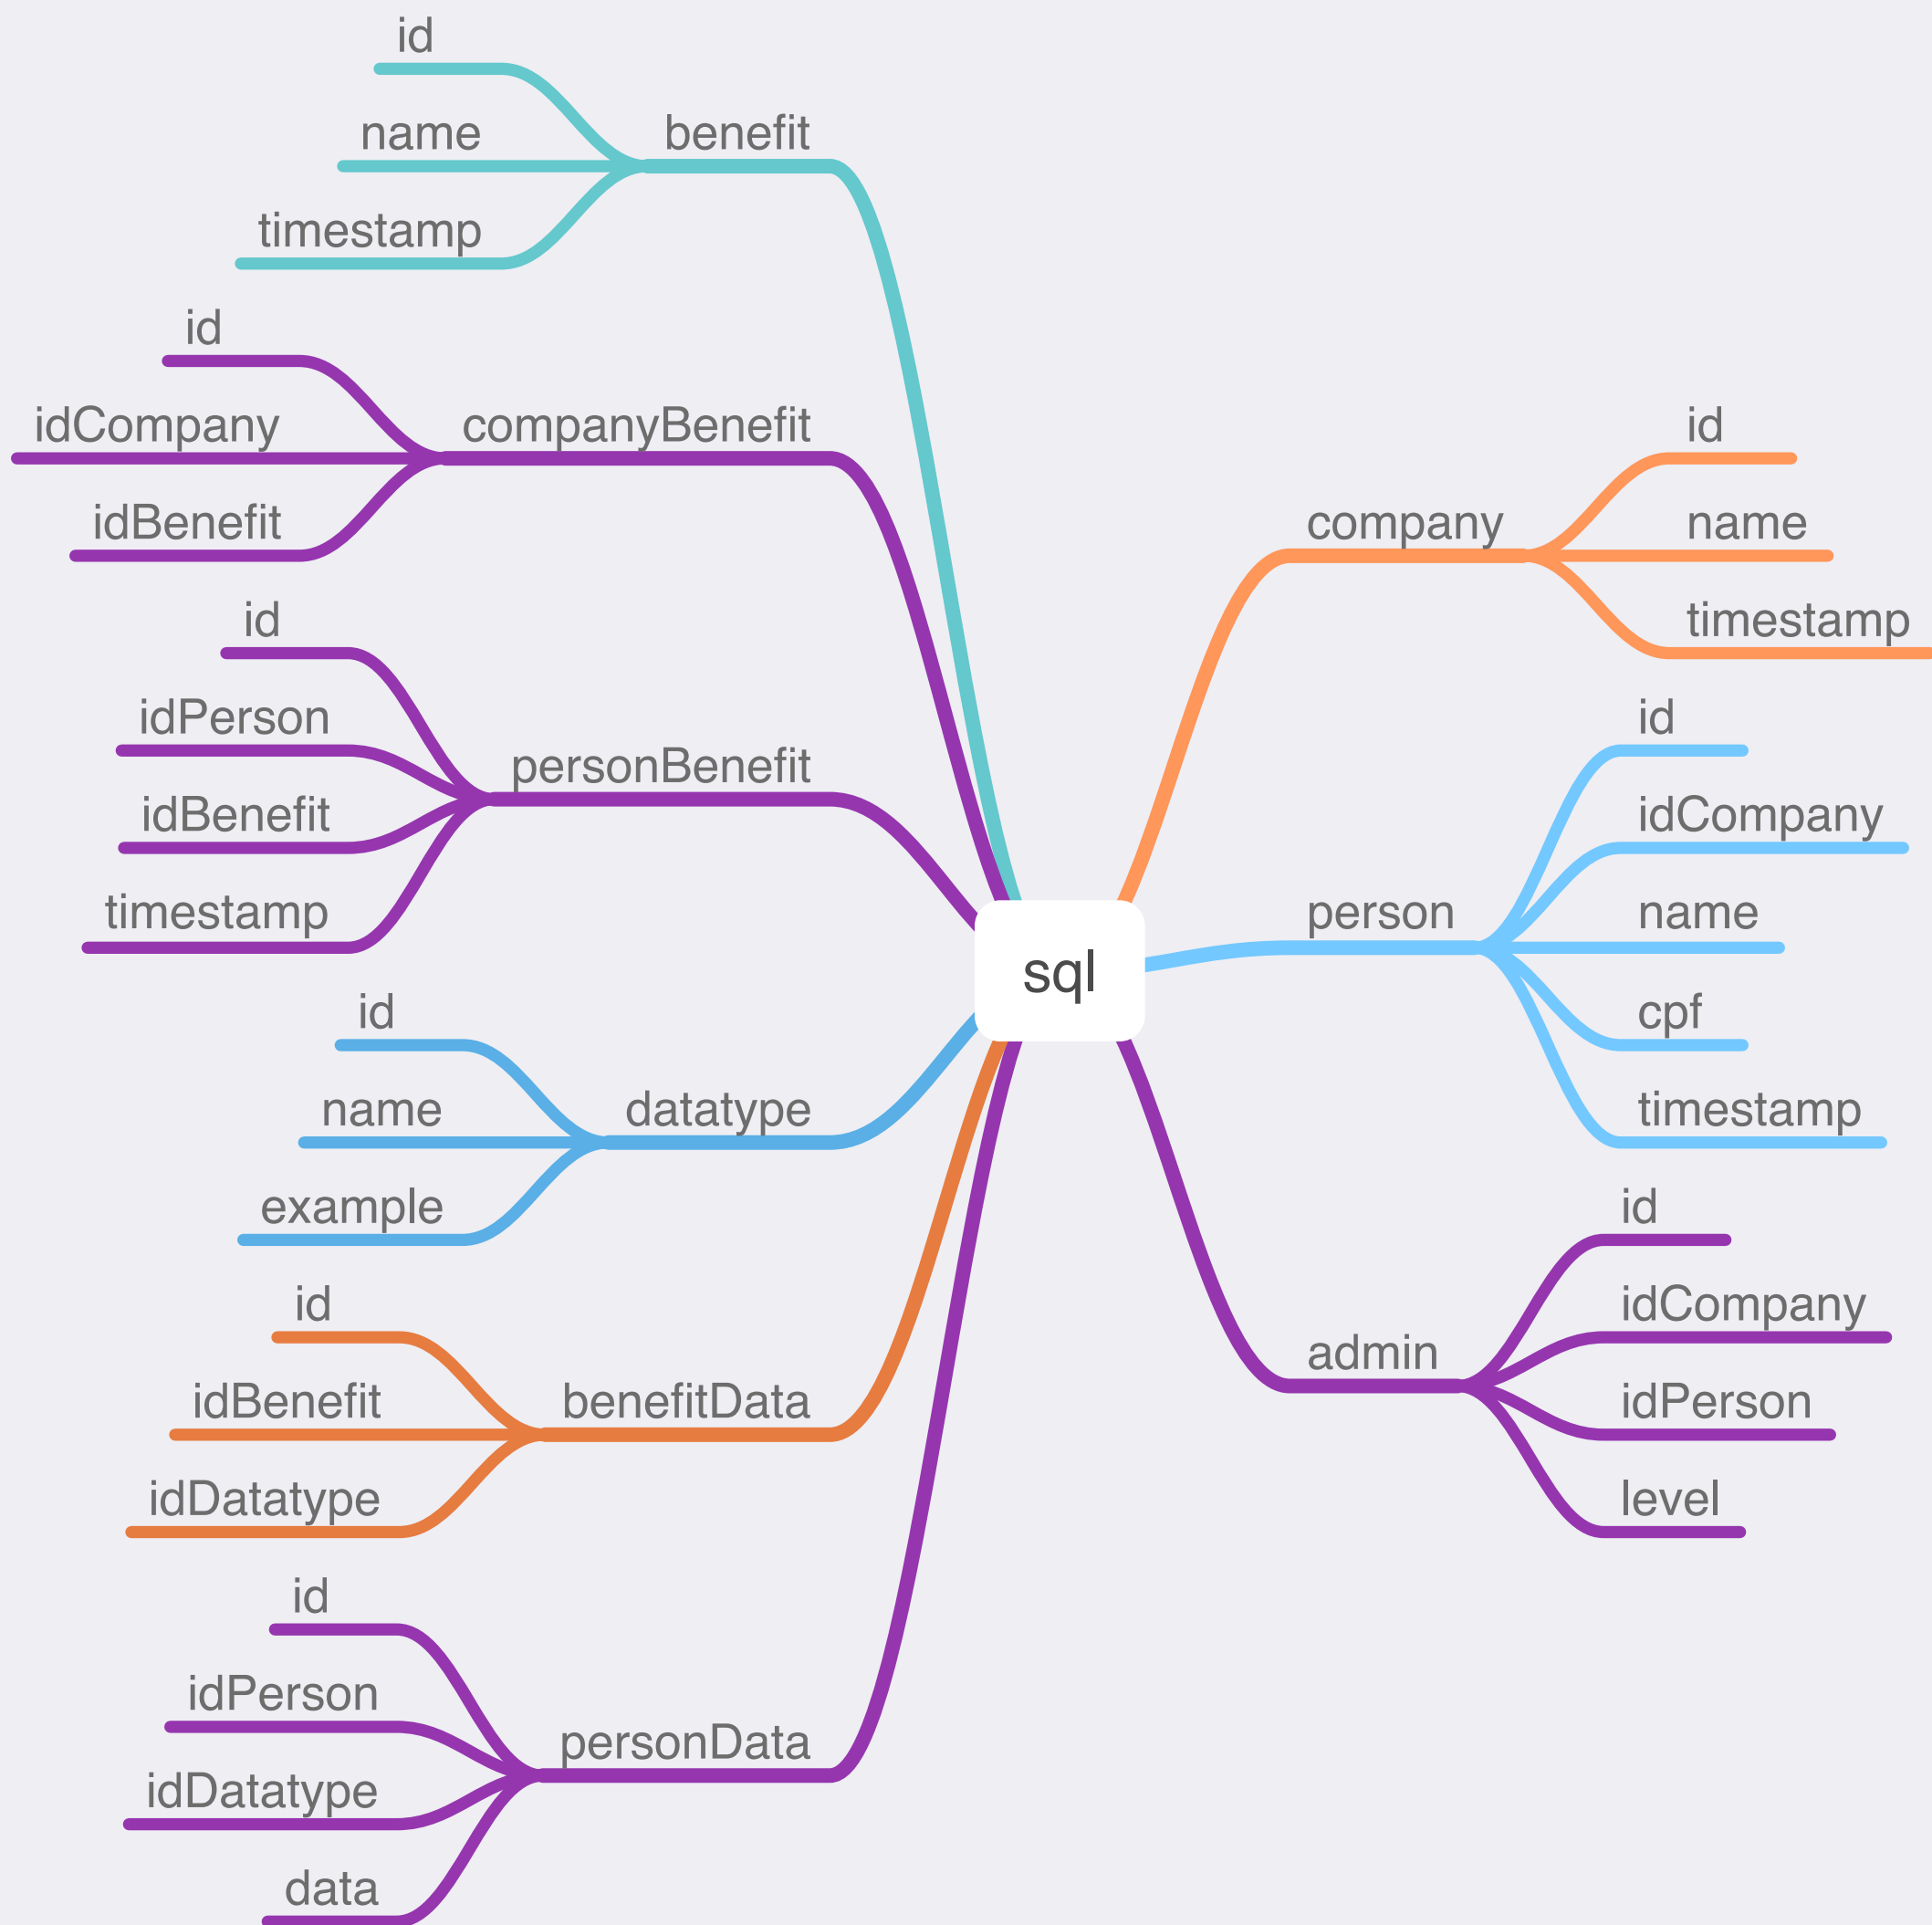 sql
benefit
id
name
timestamp
companyBenefit
id
idCompany
idBenefit
personBenefit
id
idPerson
idBenefit
timestamp
datatype
id
name
example
benefitData
id
idBenefit
idDatatype
personData
id
idPerson
idDatatype
data
company
id
name
timestamp
person
id
idCompany
name
cpf
timestamp
admin
id
idCompany
idPerson
level